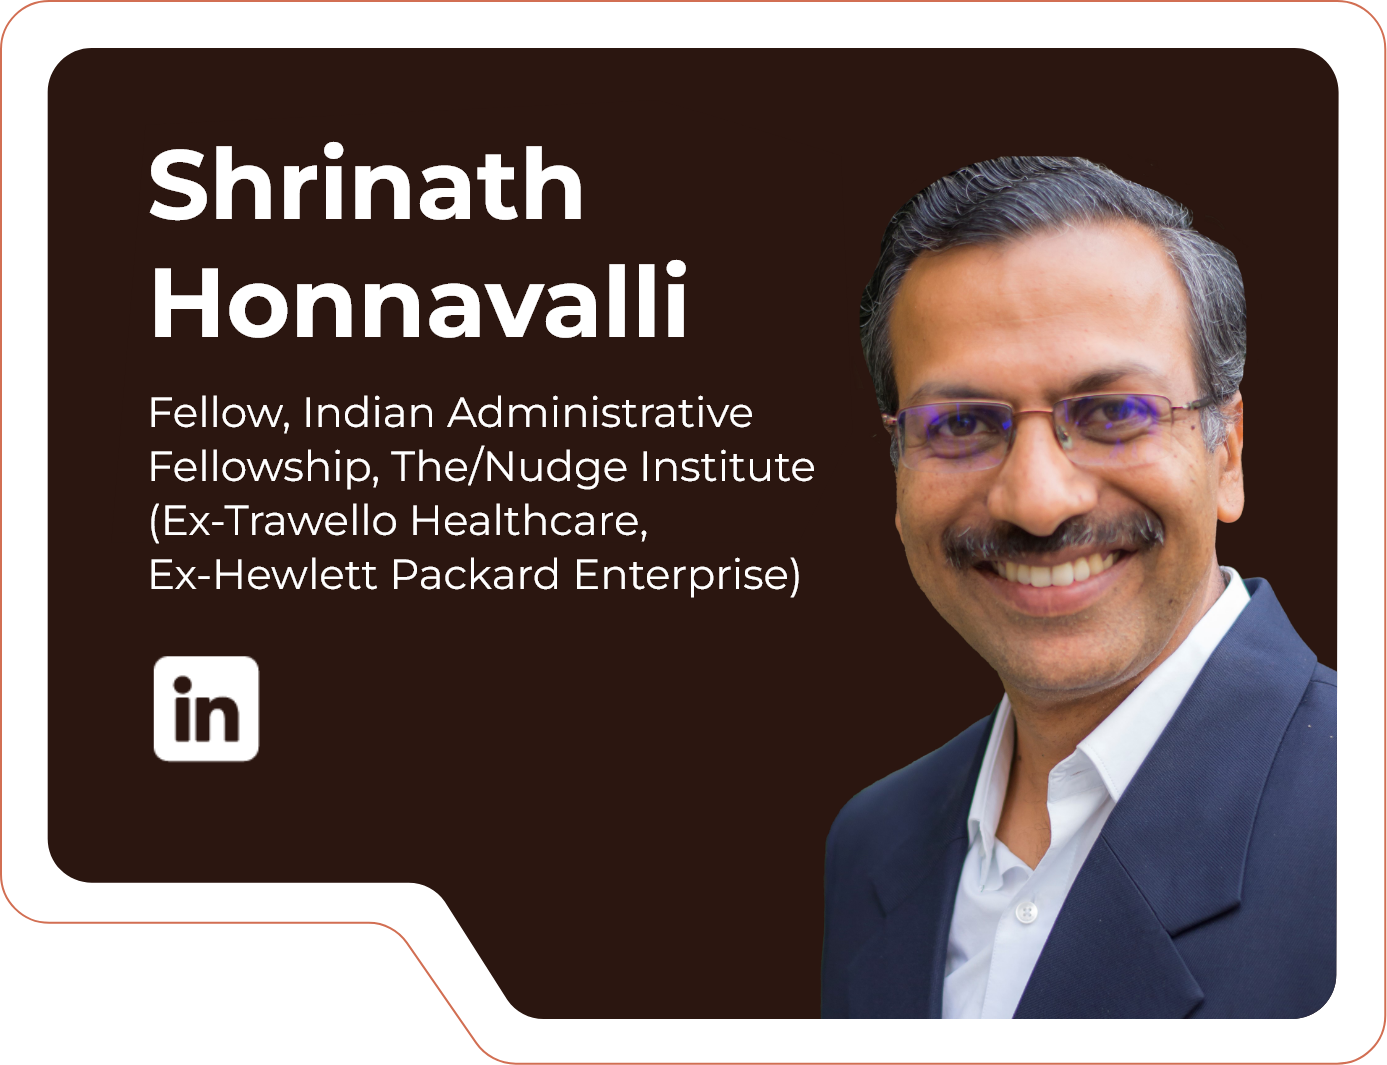 Shrinath
Honnavalli
Fellow, Indian Administrative
Fellowship, The/Nudge Institute
(Ex-Trawello Healthcare,
Ex-Hewlett Packard Enterprise)
in